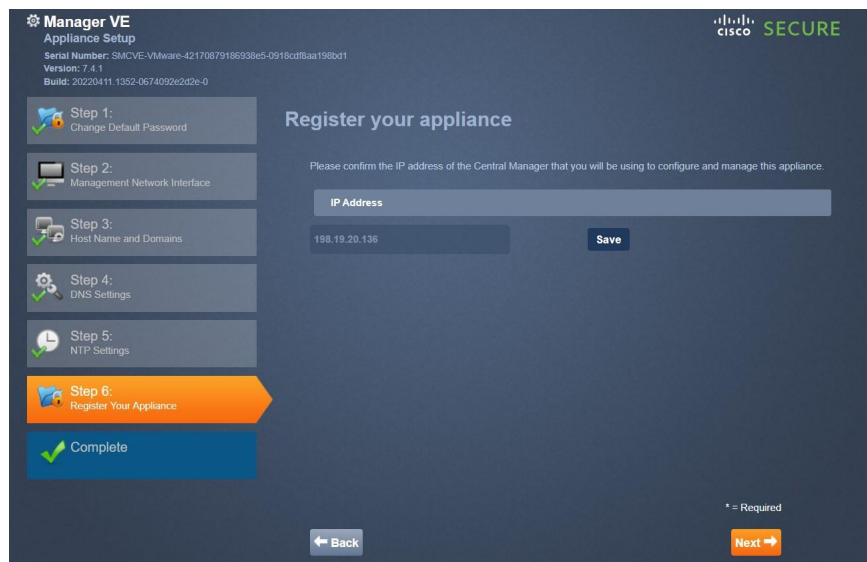 Manager VE
Appliance Setup
Serial Number: SMCVE-VMware-42170879186938e5-0918cdf8aa198bd1
Version: 7.4.1
Build: 20220411.1352-0674092e2d2e-0
cisco SECURE
Step 1:
Change Default Password
Step 2:
Management Network Interface
Step 3:
Host Name and Domains
Step 4:
DNS Settings
Step 5:
NTP Settings
Step 6:
Register Your Appliance
Complete
Register your appliance
Please confirm the IP address of the Central Manager that you will be using to configure and manage this appliance.
IP Address
198.19.20.136
Save
* = Required
Back
Next